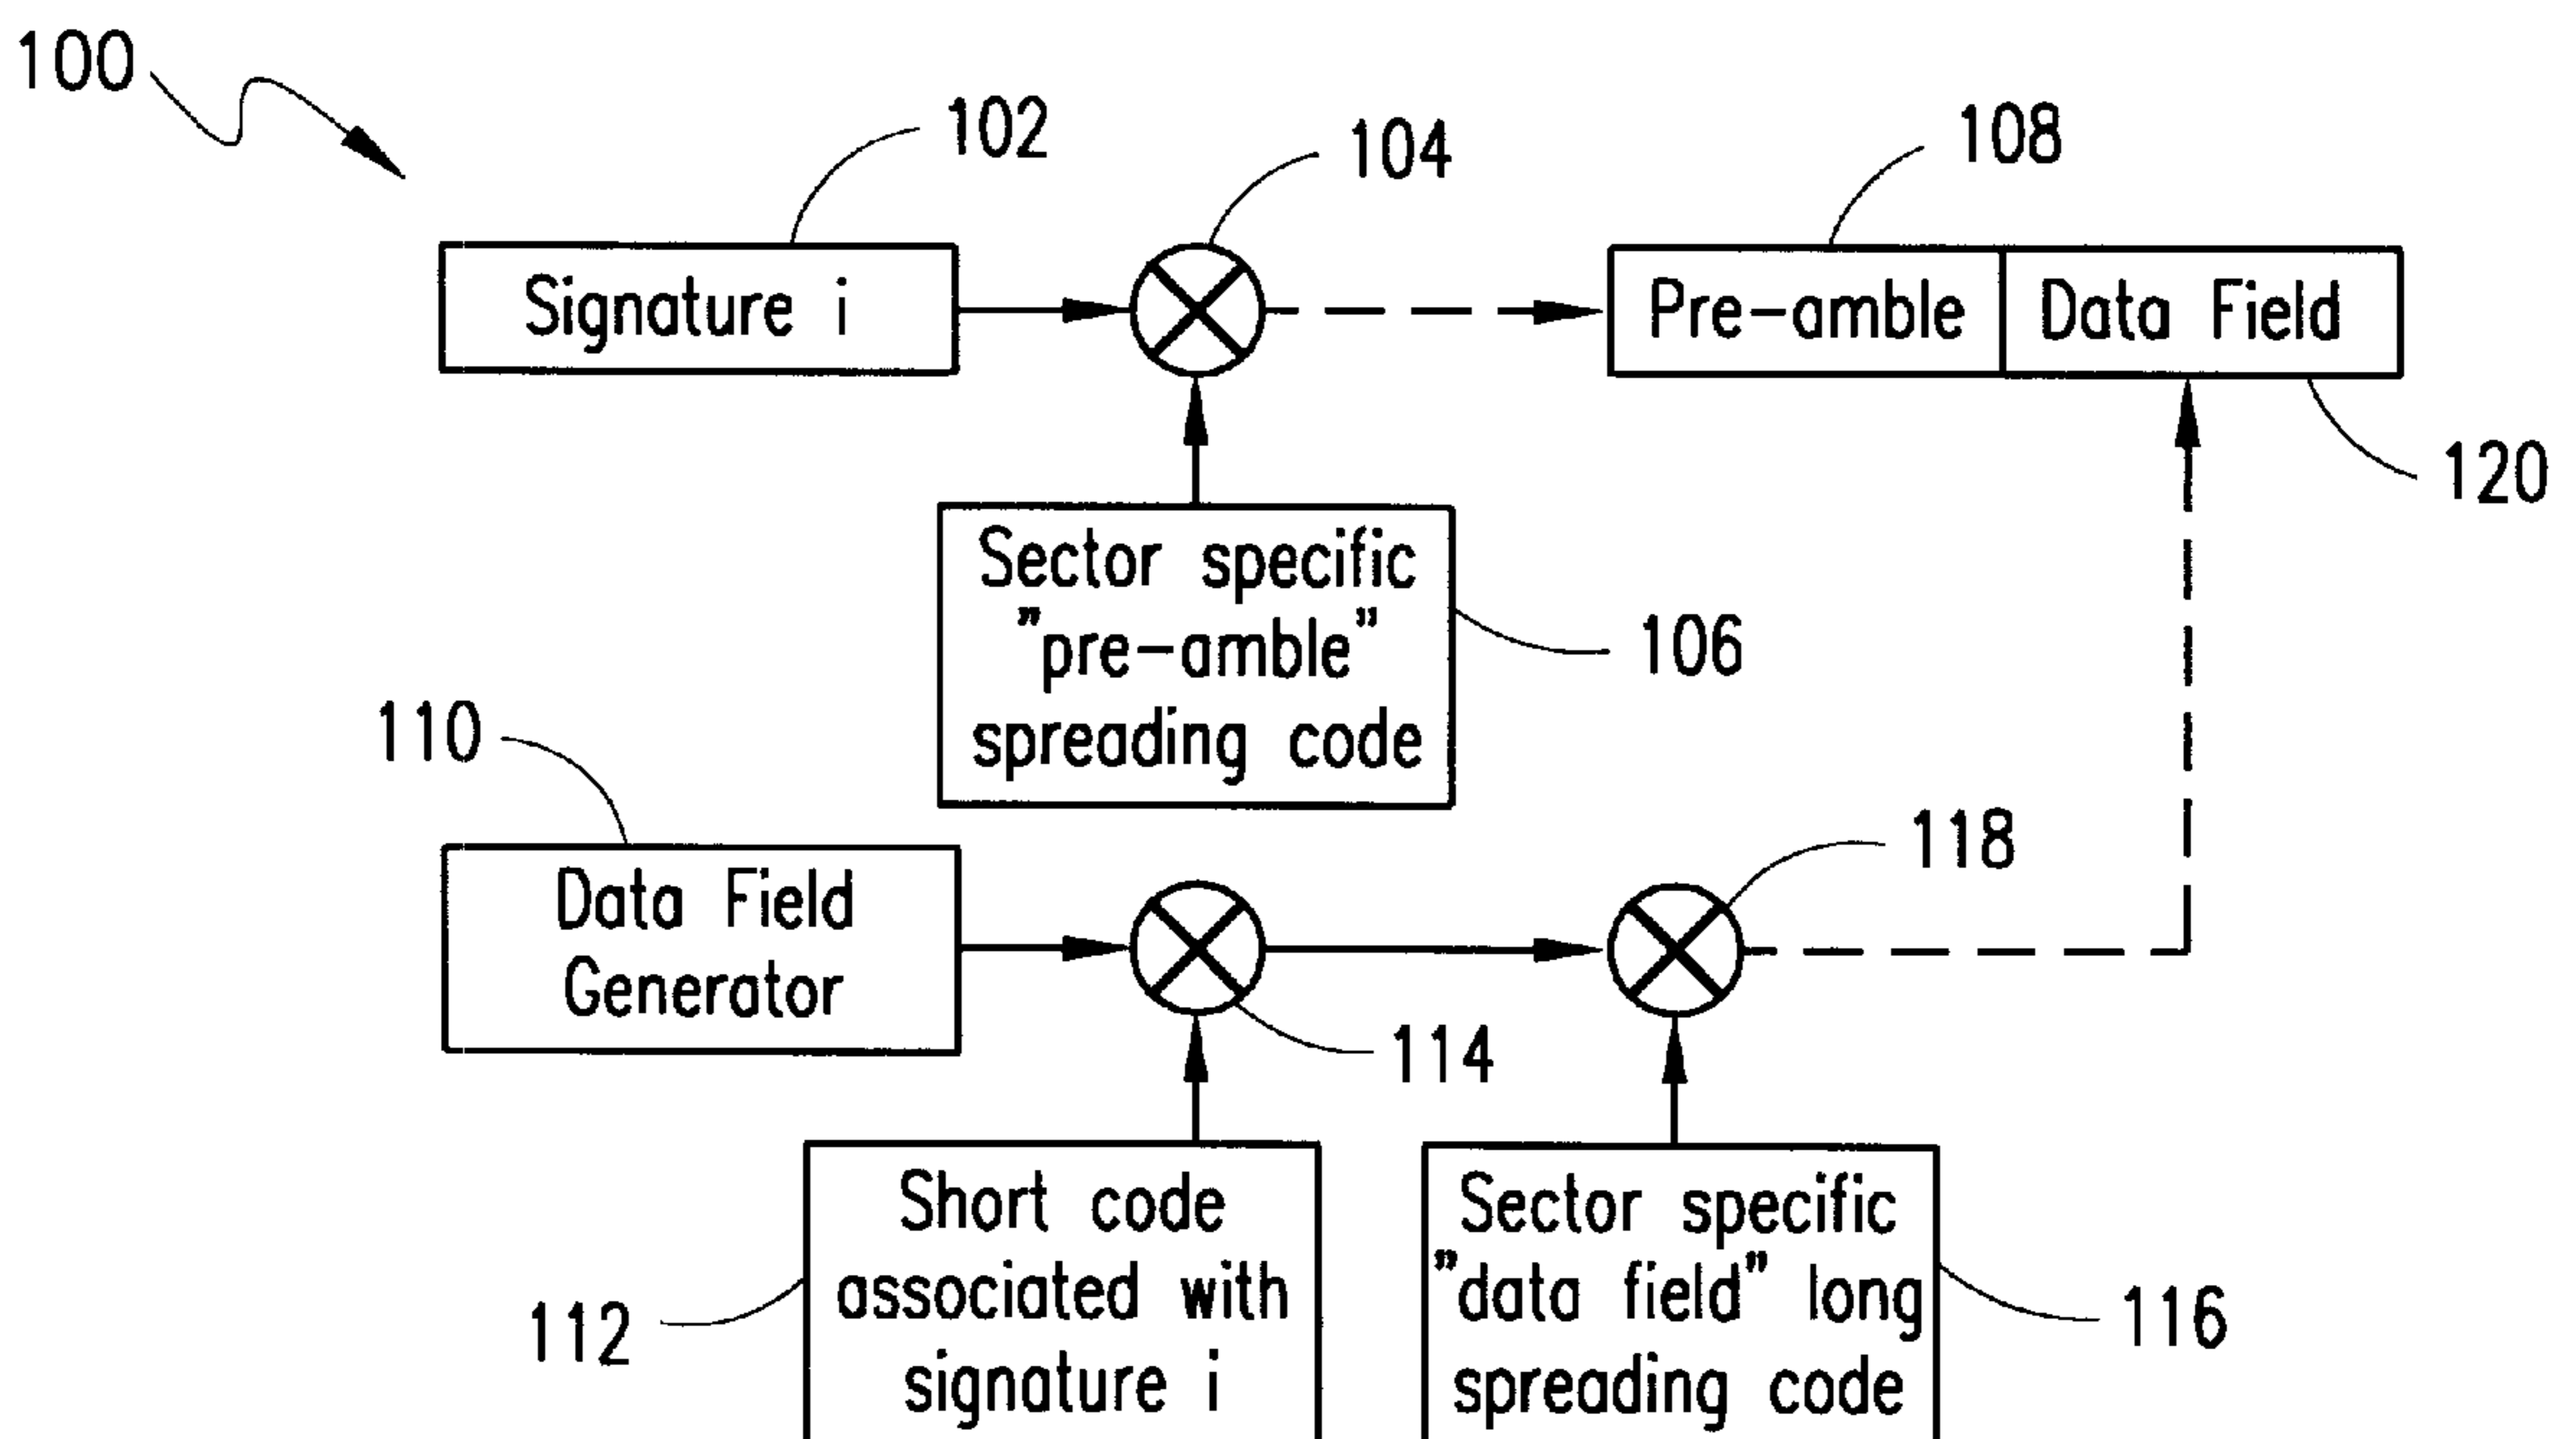 100
102
104
108
Signature i
Pre-amble
Data Field
120
Sector specific
"pre-amble"
spreading code
106
110
Data Field
Generator
118
114
Short code
associated with
signature i
112
Sector specific
"data field" long
spreading code
116